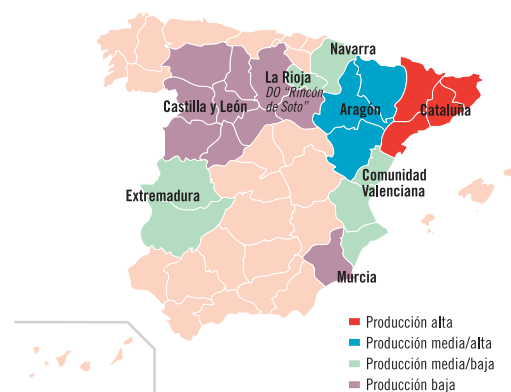 Navarra
La Rioja
DO "Rincón
de Soto"
Castilla y León
Aragón
Cataluña
Comunidad
Valenciana
Extremadura
Murcia
Producción alta
Producción media/alta
Producción media/baja
Producción baja